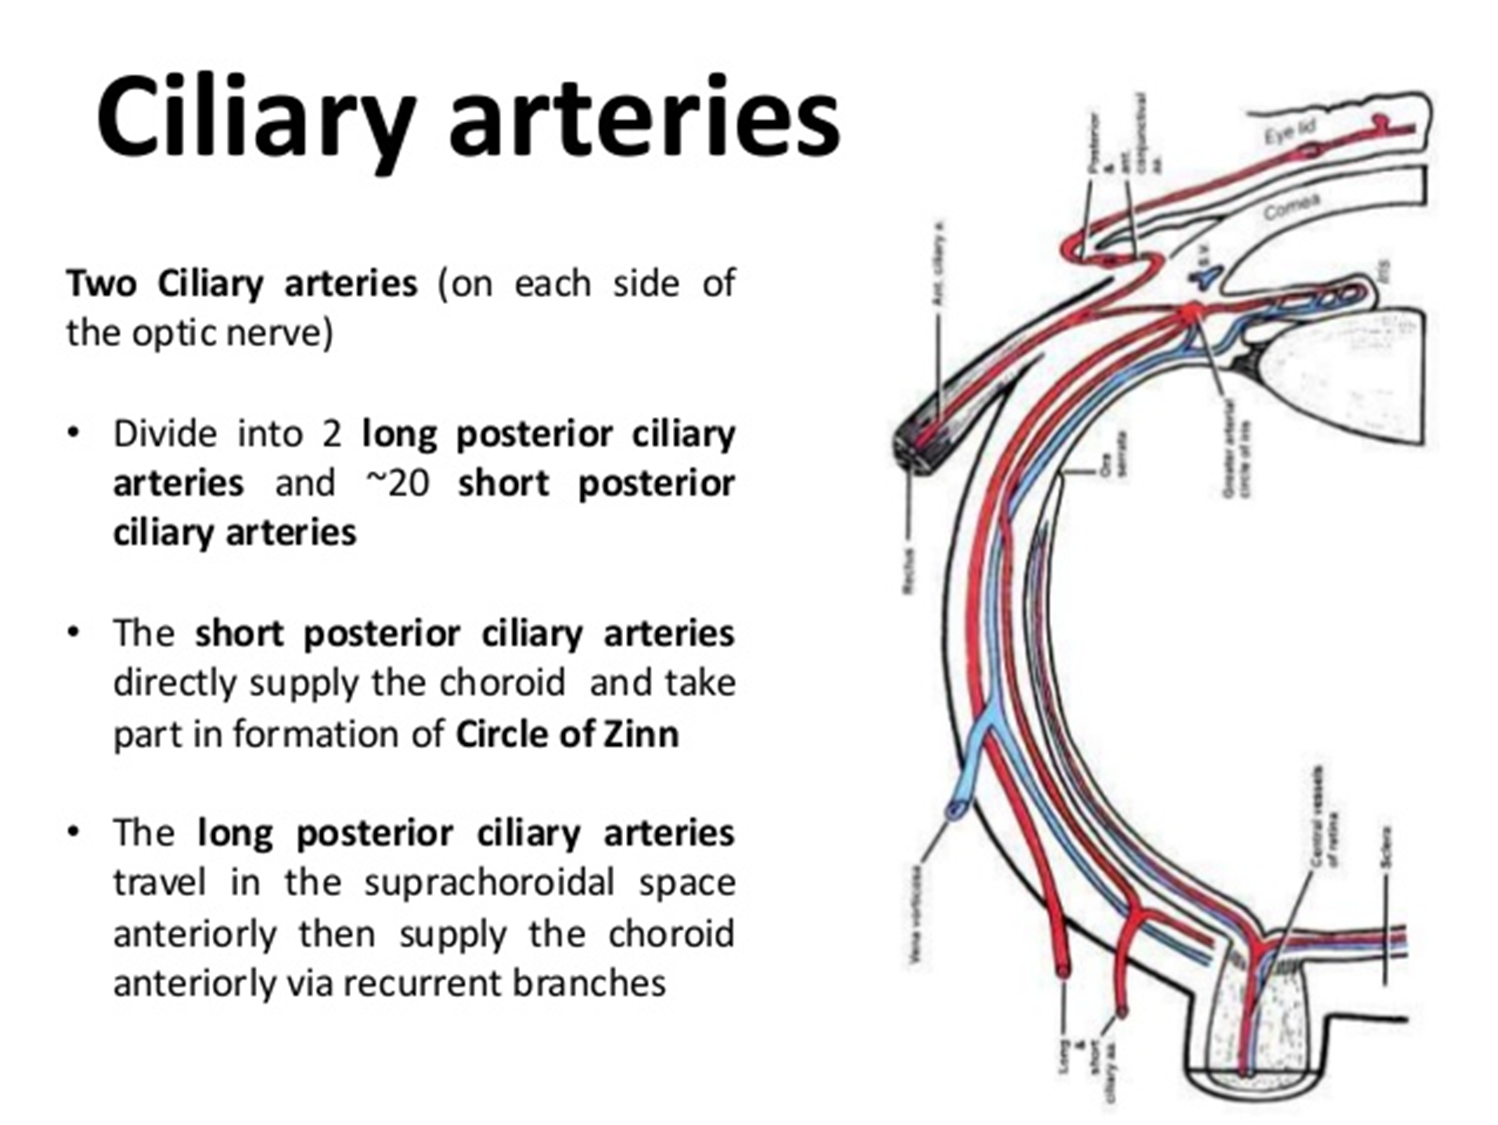 Ciliary arteries
Two Ciliary arteries (on each side of
the optic nerve)
• Divide into 2 long posterior ciliary
arteries and ~20 short posterior
ciliary arteries
• The short posterior ciliary arteries
directly supply the choroid and take
part in formation of Circle of Zinn
• The long posterior ciliary arteries
travel in the suprachoroidal space
anteriorly then supply the choroid
anteriorly via recurrent branches
Posterior
&
ant.
conjunctival
aa.
Eye lid
Cornea
Ant. ciliary a.
S.V.
Iris
Greater arterial
circle of iris
Ora
serrata
Rectus
Vena vorticosa
Central vessels
of retina
Sclera
Long
&
short
ciliary aa.